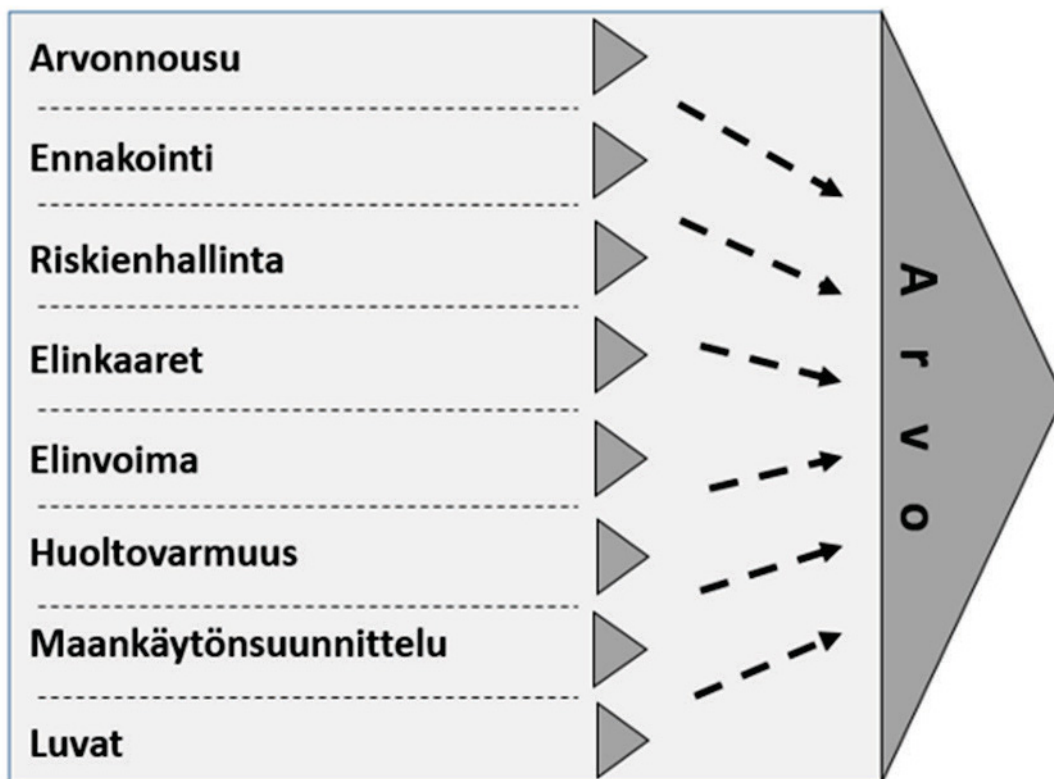 Arvonnousu
Ennakointi
Riskienhallinta
Elinkaaret
Elinvoima
Huoltovarmuus
Maankäytönsuunnittelu
Luvat
Arvo